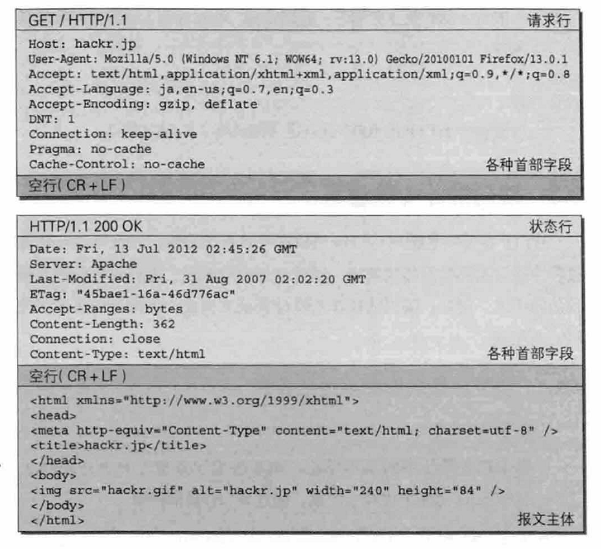 GET / HTTP/1.1 请求行
Host: hackr.jp
User-Agent: Mozilla/5.0 (Windows NT 6.1; WOW64; rv:13.0) Gecko/20100101 Firefox/13.0.1
Accept: text/html,application/xhtml+xml,application/xml;q=0.9,*/*;q=0.8
Accept-Language: ja,en-us;q=0.7,en;q=0.3
Accept-Encoding: gzip, deflate
DNT: 1
Connection: keep-alive
Pragma: no-cache
Cache-Control: no-cache 各种首部字段
空行( CR + LF )
HTTP/1.1 200 OK 状态行
Date: Fri, 13 Jul 2012 02:45:26 GMT
Server: Apache
Last-Modified: Fri, 31 Aug 2007 02:02:20 GMT
ETag: "45bae1-16a-46d776ac"
Accept-Ranges: bytes
Content-Length: 362
Connection: close
Content-Type: text/html 各种首部字段
空行( CR + LF )
<html xmlns="http://www.w3.org/1999/xhtml">
<head>
<meta http-equiv="Content-Type" content="text/html; charset=utf-8" />
<title>hackr.jp</title>
</head>
<body>
<img src="hackr.gif" alt="hackr.jp" width="240" height="84" />
</body>
</html> 报文主体